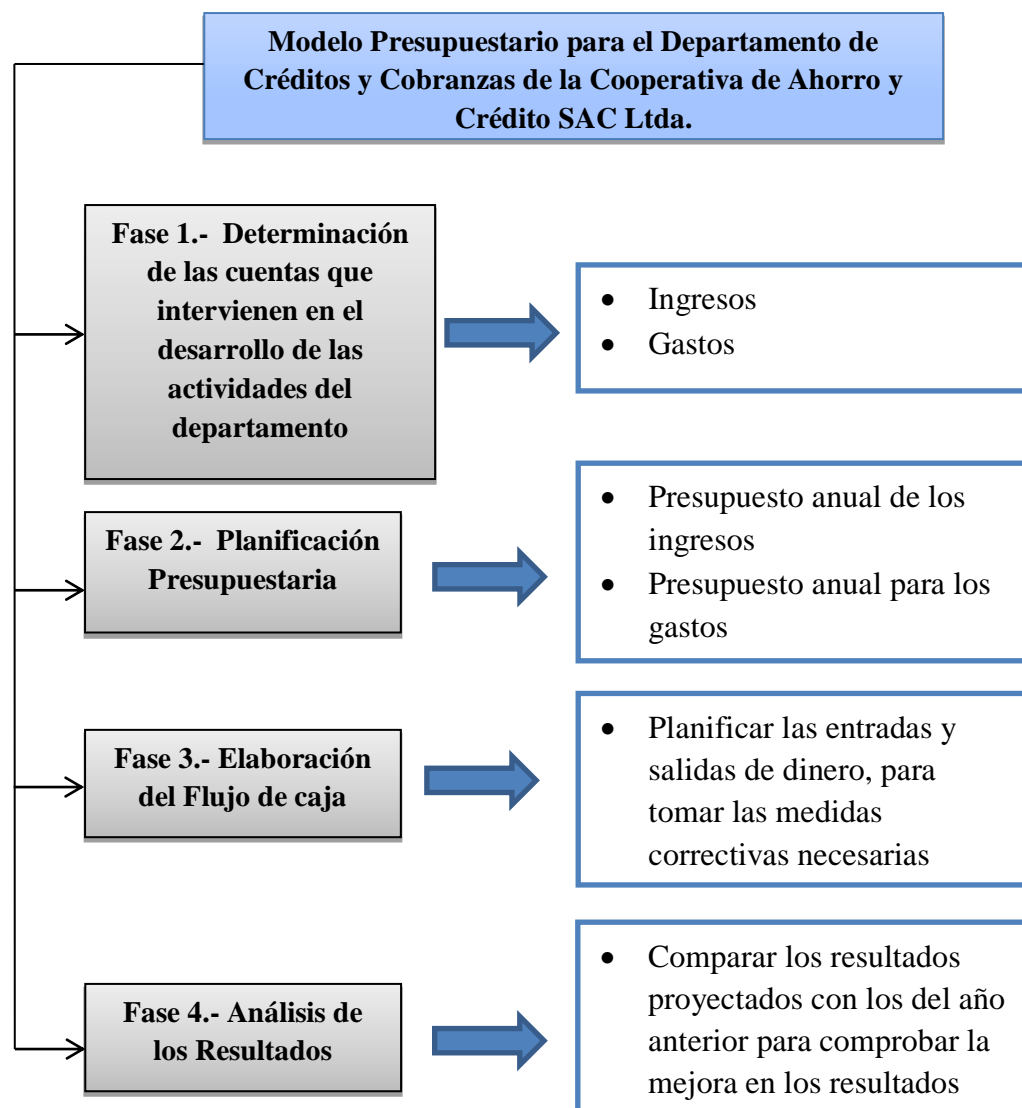 Modelo Presupuestario para el Departamento de
Créditos y Cobranzas de la Cooperativa de Ahorro y
Crédito SAC Ltda.
Fase 1.- Determinación
de las cuentas que
intervienen en el
desarrollo de las
actividades del
departamento
• Ingresos
• Gastos
Fase 2.- Planificación
Presupuestaria
• Presupuesto anual de los
ingresos
• Presupuesto anual para los
gastos
Fase 3.- Elaboración
del Flujo de caja
• Planificar las entradas y
salidas de dinero, para
tomar las medidas
correctivas necesarias
Fase 4.- Análisis de
los Resultados
• Comparar los resultados
proyectados con los del año
anterior para comprobar la
mejora en los resultados